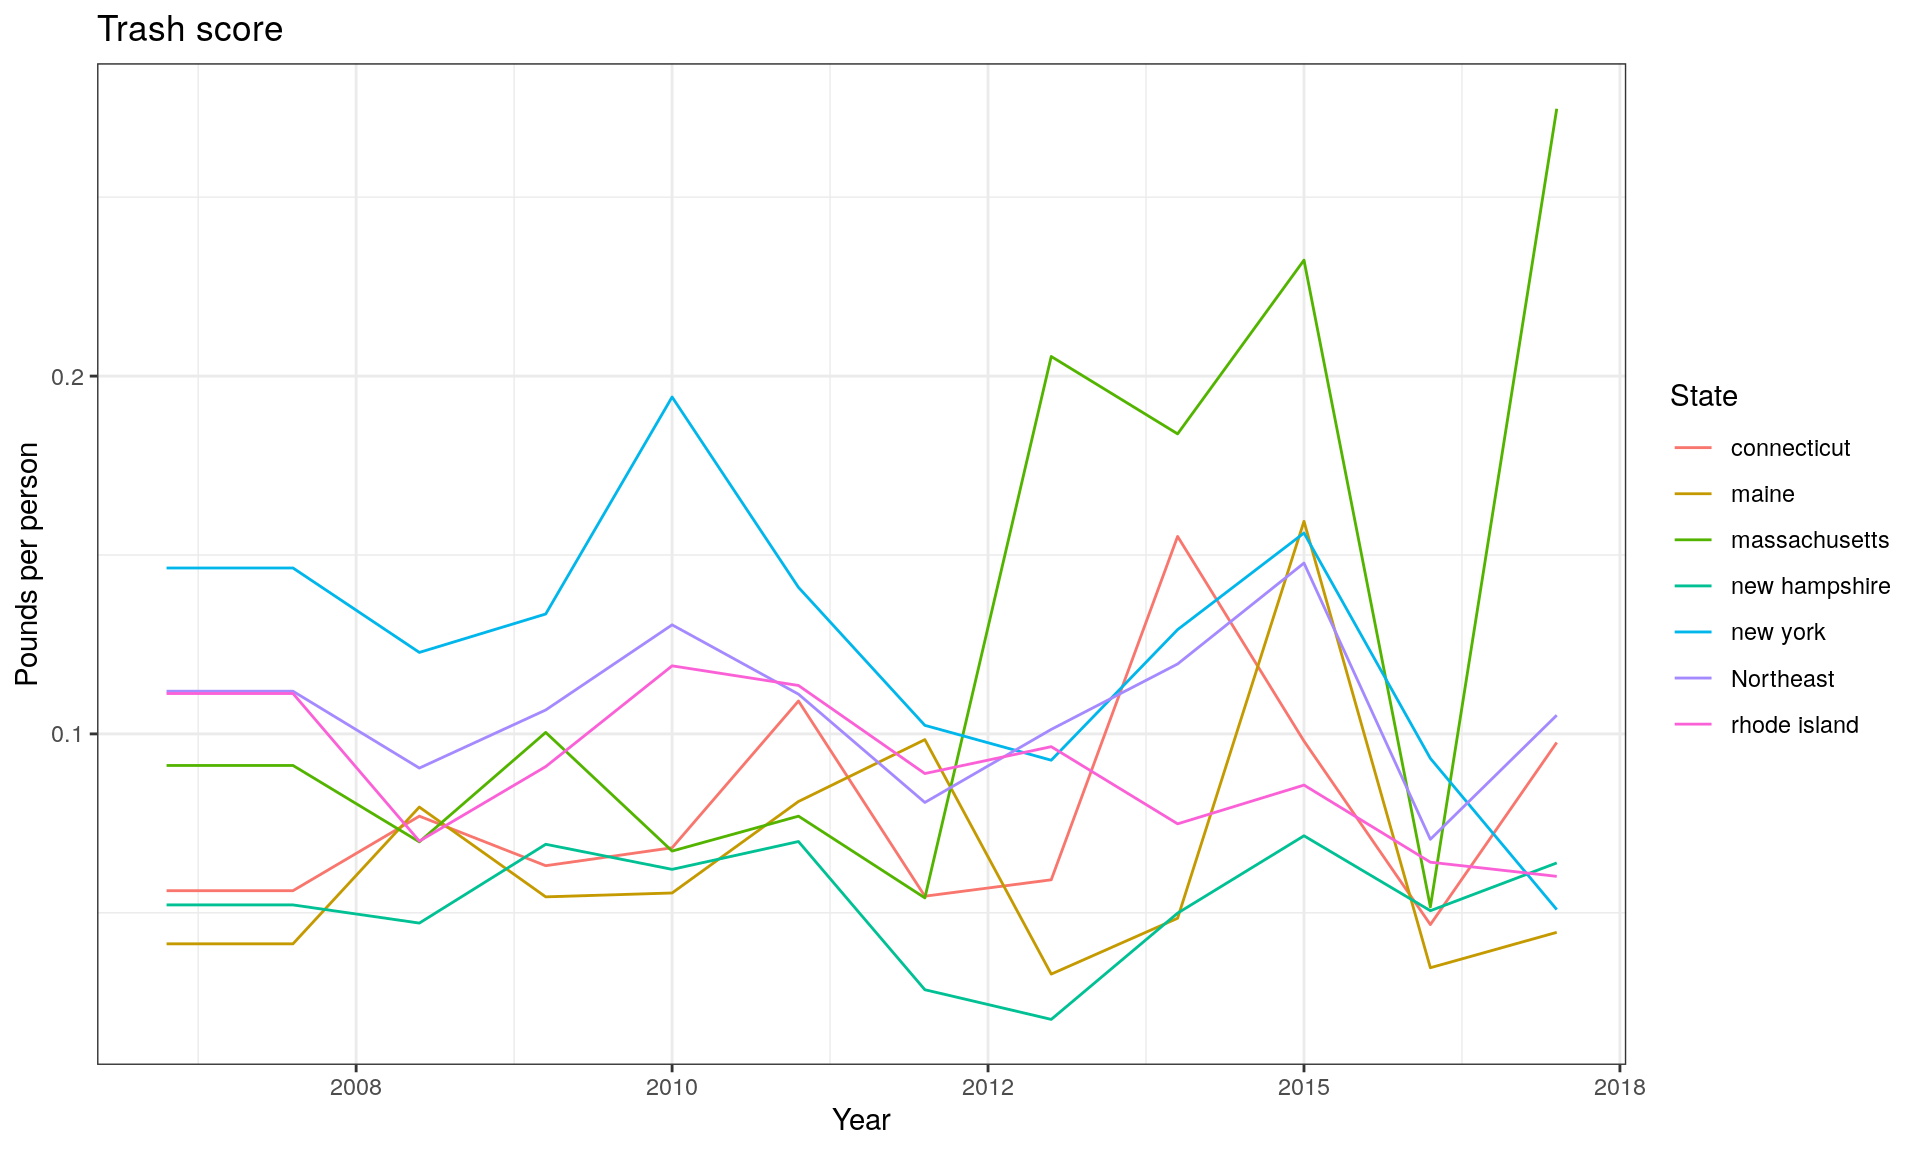 Trash score
Pounds per person
0.2
0.1
2008
2010
2012
2015
2018
Year
State
connecticut
maine
massachusetts
new hampshire
new york
Northeast
rhode island